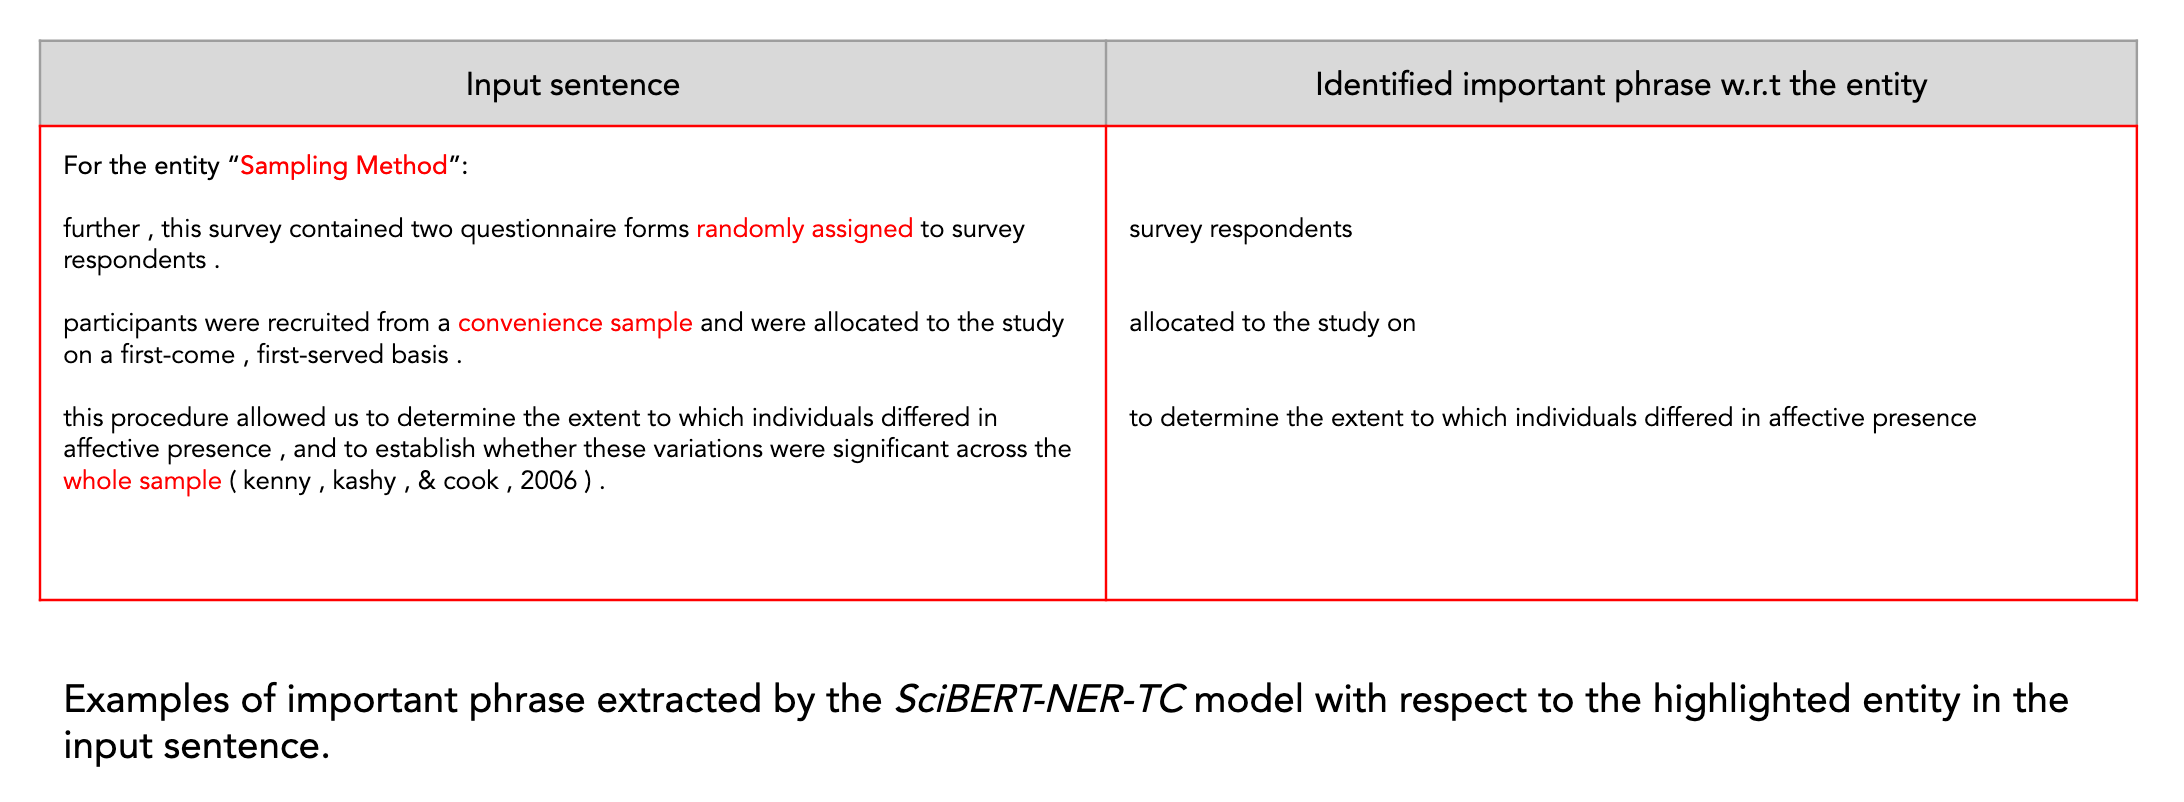 Input sentence
Identified important phrase w.r.t the entity
For the entity “Sampling Method”:
further , this survey contained two questionnaire forms randomly assigned to survey
respondents .
survey respondents
participants were recruited from a convenience sample and were allocated to the study
on a first-come , first-served basis .
allocated to the study on
this procedure allowed us to determine the extent to which individuals differed in
affective presence , and to establish whether these variations were significant across the
whole sample ( kenny , kashy , & cook , 2006 ) .
to determine the extent to which individuals differed in affective presence
Examples of important phrase extracted by the SciBERT-NER-TC model with respect to the highlighted entity in the
input sentence.